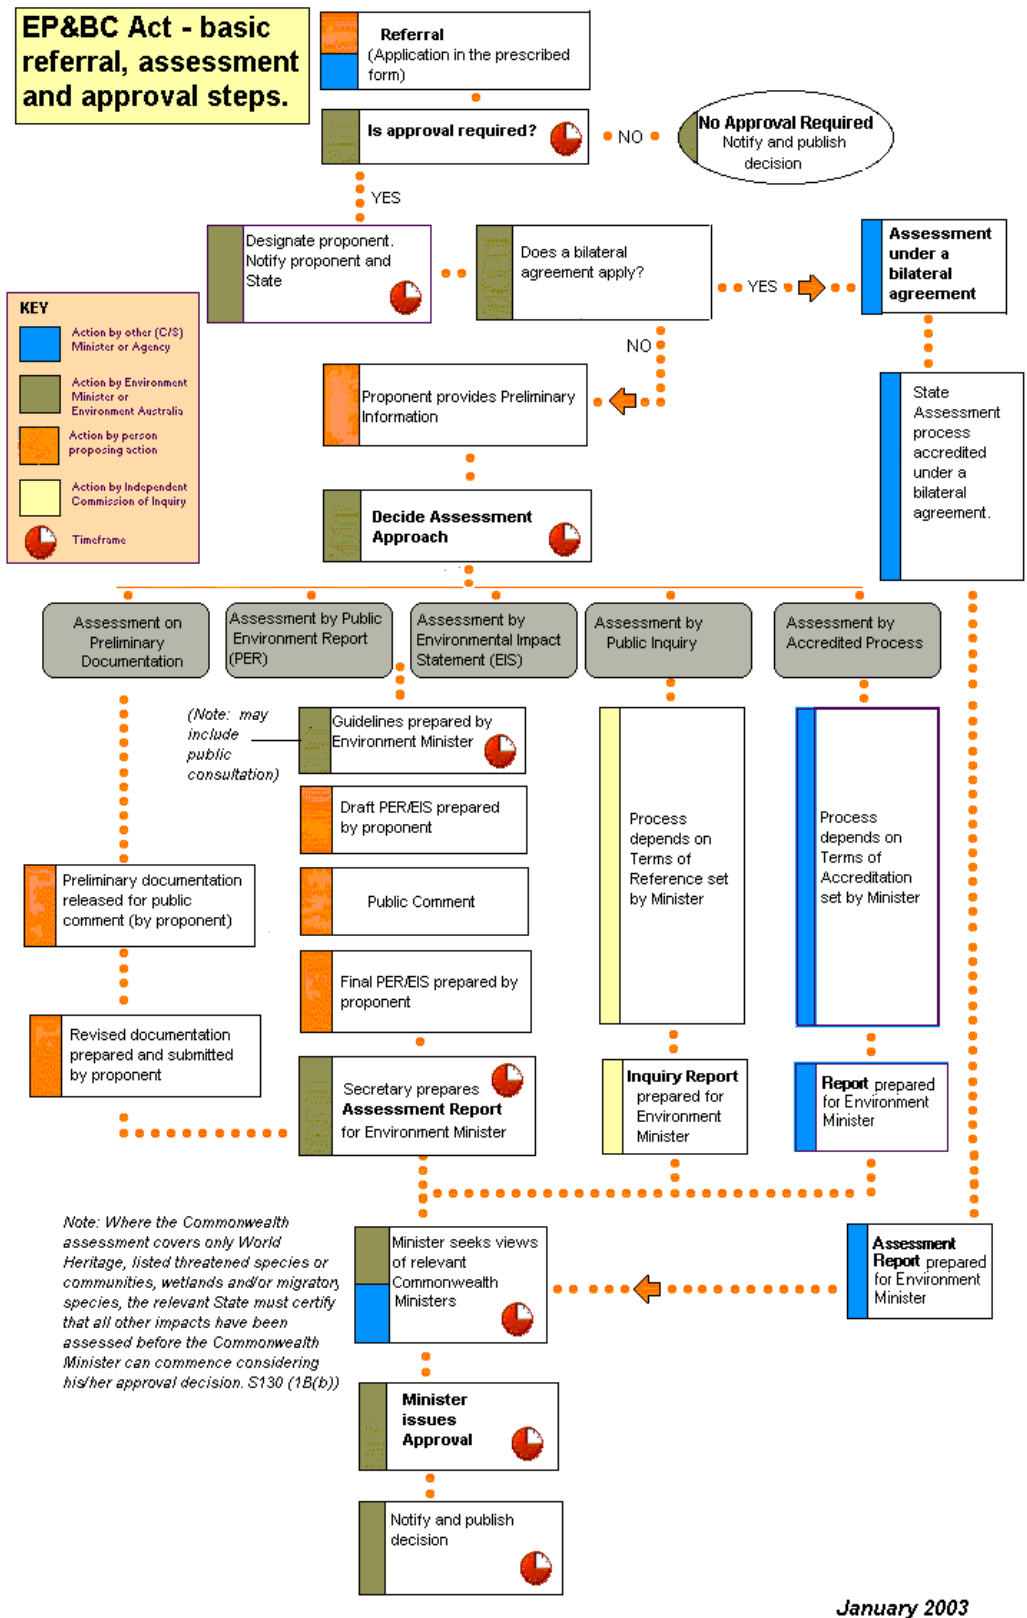 EP&BC Act - basic
referral, assessment
and approval steps.
Referral
(Application in the prescribed
form)
Is approval required?
NO
No Approval Required
Notify and publish
decision
YES
Designate proponent.
Notify proponent and
State
Does a bilateral
agreement apply?
YES
Assessment
under a
bilateral
agreement
NO
KEY
Action by other (C/S)
Minister or Agency
Action by Environment
Minister or
Environment Australia
Action by person
proposing action
Action by Independent
Commission of Inquiry
Timeframe
Proponent provides Preliminary
Information
State
Assessment
process
accredited
under a
bilateral
agreement.
Decide Assessment
Approach
Assessment on
Preliminary
Documentation
Assessment by Public
Environment Report
(PER)
Assessment by
Environmental Impact
Statement (EIS)
Assessment by
Public Inquiry
Assessment by
Accredited Process
(Note: may
include
public
consultation)
Guidelines prepared by
Environment Minister
Draft PER/EIS prepared
by proponent
Public Comment
Final PER/EIS prepared by
proponent
Process
depends on
Terms of
Reference set
by Minister
Process
depends on
Terms of
Accreditation
set by Minister
Preliminary documentation
released for public
comment (by proponent)
Revised documentation
prepared and submitted
by proponent
Secretary prepares
Assessment Report
for Environment Minister
Inquiry Report
prepared for
Environment
Minister
Report prepared
for Environment
Minister
Note: Where the Commonwealth
assessment covers only World
Heritage, listed threatened species or
communities, wetlands and/or migratory
species, the relevant State must certify
that all other impacts have been
assessed before the Commonwealth
Minister can commence considering
his/her approval decision. S130 (1B(b))
Minister seeks views
of relevant
Commonwealth
Ministers
Assessment
Report prepared
for Environment
Minister
Minister
issues
Approval
Notify and publish
decision
January 2003